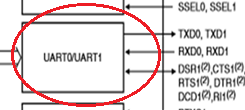 SSEL0, SSEL1
UART0/UART1
TXD0, TXD1
RXD0, RXD1
DSR1(2),CTS1(2),
RTS1(2), DTR1(2)
DCD1(2),RI1(2)